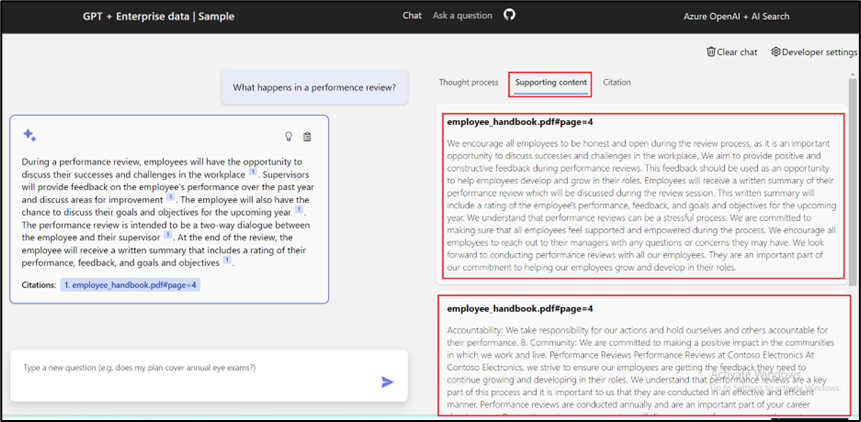 GPT + Enterprise data | Sample
Chat
Ask a question
Azure OpenAI + AI Search
Clear chat
Developer settings
What happens in a performence review?
During a performance review, employees will have the opportunity to
discuss their successes and challenges in the workplace 1 . Supervisors
will provide feedback on the employee's performance over the past year
and discuss areas for improvement 1 . The employee will also have the
chance to discuss their goals and objectives for the upcoming year 1 .
The performance review is intended to be a two-way dialogue between
the employee and their supervisor 1 . At the end of the review, the
employee will receive a written summary that includes a rating of their
performance, feedback, and goals and objectives 1 .
Citations: 1. employee_handbook.pdf#page=4
Type a new question (e.g. does my plan cover annual eye exams?)
Thought process
Supporting content
Citation
employee_handbook.pdf#page=4
We encourage all employees to be honest and open during the review process, as it is an important
opportunity to discuss successes and challenges in the workplace. We aim to provide positive and
constructive feedback during performance reviews. This feedback should be used as an opportunity
to help employees develop and grow in their roles. Employees will receive a written summary of their
performance review which will be discussed during the review session. This written summary will
include a rating of the employee's performance, feedback, and goals and objectives for the upcoming
year. We understand that performance reviews can be a stressful process. We are committed to
making sure that all employees feel supported and empowered during the process. We encourage all
employees to reach out to their managers with any questions or concerns they may have. We look
forward to conducting performance reviews with all our employees. They are an important part of
our commitment to helping our employees grow and develop in their roles.
employee_handbook.pdf#page=4
Accountability: We take responsibility for our actions and hold ourselves and others accountable for
their performance. 8. Community: We are committed to making a positive impact in the communities
in which we work and live. Performance Reviews Performance Reviews at Contoso Electronics At
Contoso Electronics, we strive to ensure our employees are getting the feedback they need to
continue growing and developing in their roles. We understand that performance reviews are a key
part of this process and it is important to us that they are conducted in an effective and efficient
manner. Performance reviews are conducted annually and are an important part of your career
Activate Windows
Go to Settings to activate Windows.